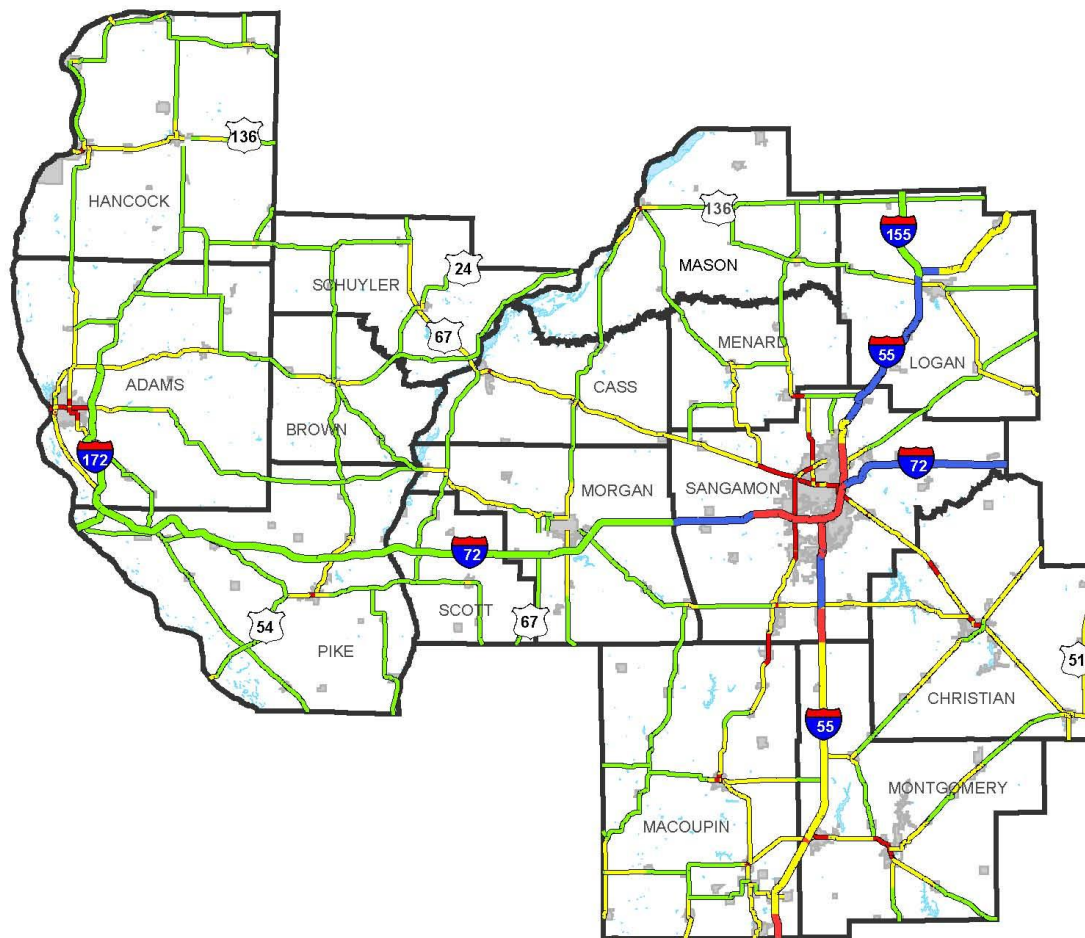 136
HANCOCK
136
155
24
MASON
SCHUYLER
67
MENARD
55
LOGAN
ADAMS
CASS
BROWN
172
72
MORGAN
SANGAMON
72
SCOTT
67
54
PIKE
51
CHRISTIAN
55
MONTGOMERY
MACOUPIN